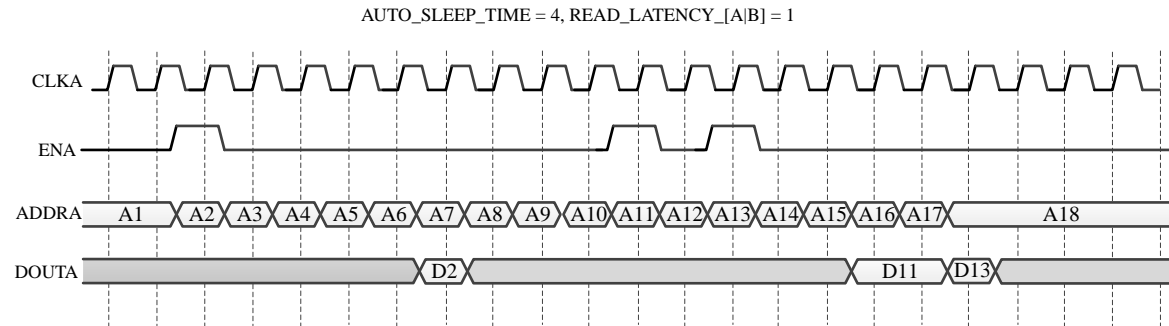 AUTO_SLEEP_TIME = 4, READ_LATENCY_[A|B] = 1
CLKA
ENA
ADDRA A1 A2 A3 A4 A5 A6 A7 A8 A9 A10 A11 A12 A13 A14 A15 A16 A17 A18
DOUTA D2 D11 D13